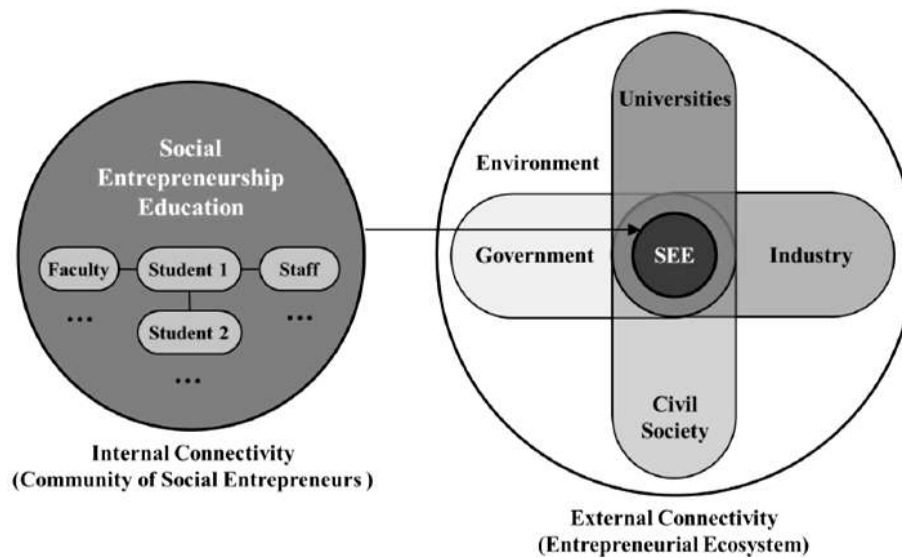 Social
Entrepreneurship
Education
Faculty
Student 1
Staff
...
Student 2
...
...
Internal Connectivity
(Community of Social Entrepreneurs )
Universities
Environment
Government
SEE
Industry
Civil
Society
External Connectivity
(Entrepreneurial Ecosystem)